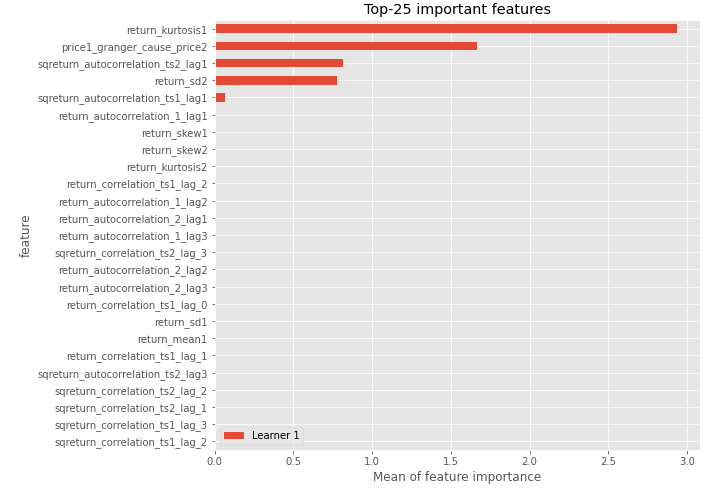 Top-25 important features
return_kurtosis1
price1_granger_cause_price2
sqreturn_autocorrelation_ts2_lag1
return_sd2
sqreturn_autocorrelation_ts1_lag1
return_autocorrelation_1_lag1
return_skew1
return_skew2
return_kurtosis2
return_correlation_ts1_lag_2
return_autocorrelation_1_lag2
return_autocorrelation_2_lag1
return_autocorrelation_1_lag3
sqreturn_correlation_ts2_lag_3
return_autocorrelation_2_lag2
return_autocorrelation_2_lag3
return_correlation_ts1_lag_0
return_sd1
return_mean1
return_correlation_ts1_lag_1
sqreturn_autocorrelation_ts2_lag3
sqreturn_correlation_ts2_lag_2
sqreturn_correlation_ts2_lag_1
sqreturn_correlation_ts1_lag_3
sqreturn_correlation_ts1_lag_2
feature
Learner 1
0.0 0.5 1.0 1.5 2.0 2.5 3.0
Mean of feature importance